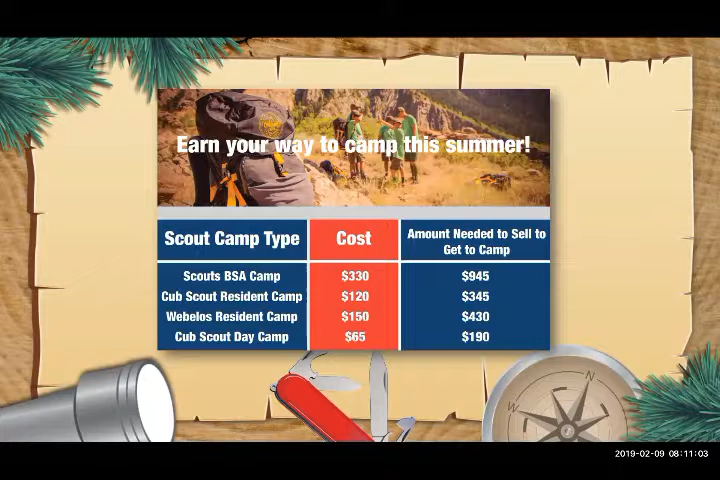 Earn your way to camp this summer!
Scout Camp Type Cost Amount Needed to Sell to
Get to Camp
Scouts BSA Camp $330 $945
Cub Scout Resident Camp $120 $345
Webelos Resident Camp $150 $430
Cub Scout Day Camp $65 $190
N
W
2019-02-09 08:11:03